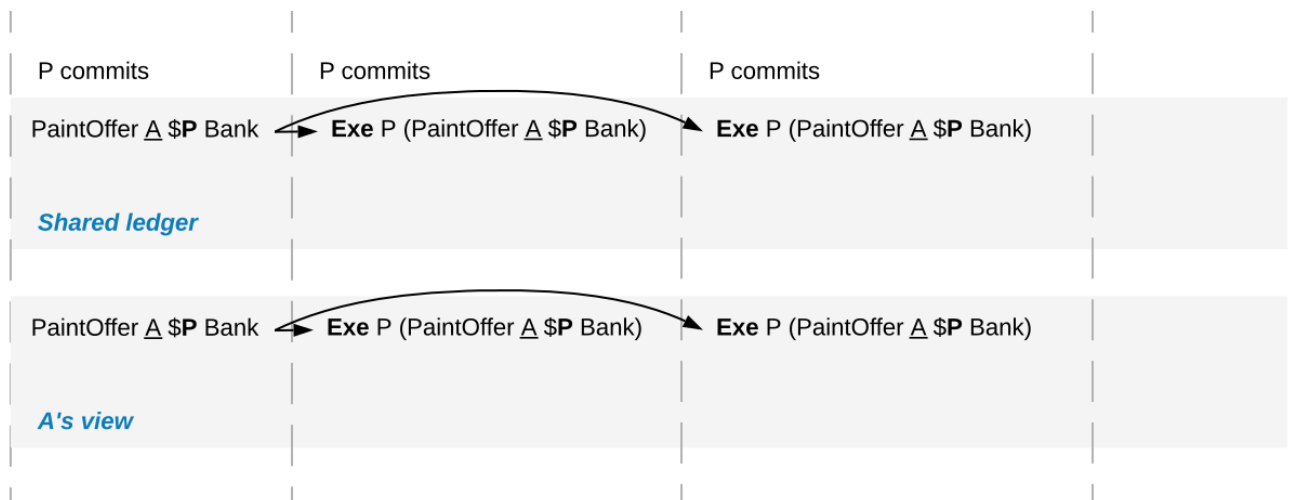 P commits P commits P commits
PaintOffer A $P Bank Exe P (PaintOffer A $P Bank) Exe P (PaintOffer A $P Bank)
Shared ledger
PaintOffer A $P Bank Exe P (PaintOffer A $P Bank) Exe P (PaintOffer A $P Bank)
A's view